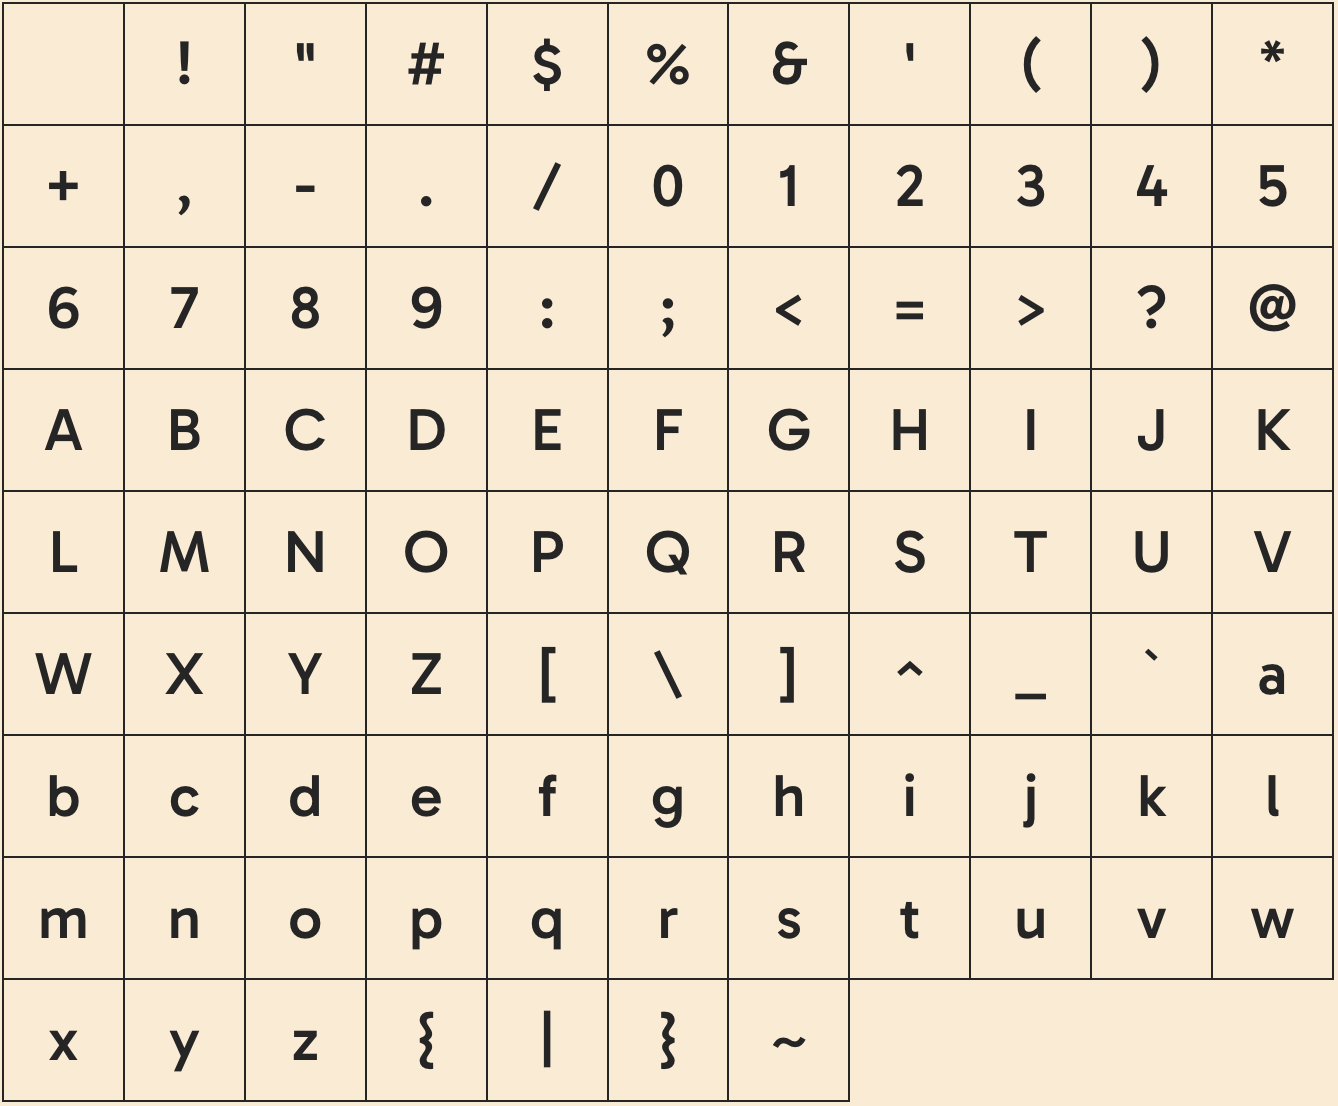 ! " # $ % & ' ( ) *
+ , - . / 0 1 2 3 4 5
6 7 8 9 : ; < = > ? @
A B C D E F G H I J K
L M N O P Q R S T U V
W X Y Z [ \ ] ^ _ ` a
b c d e f g h i j k l
m n o p q r s t u v w
x y z { | } ~